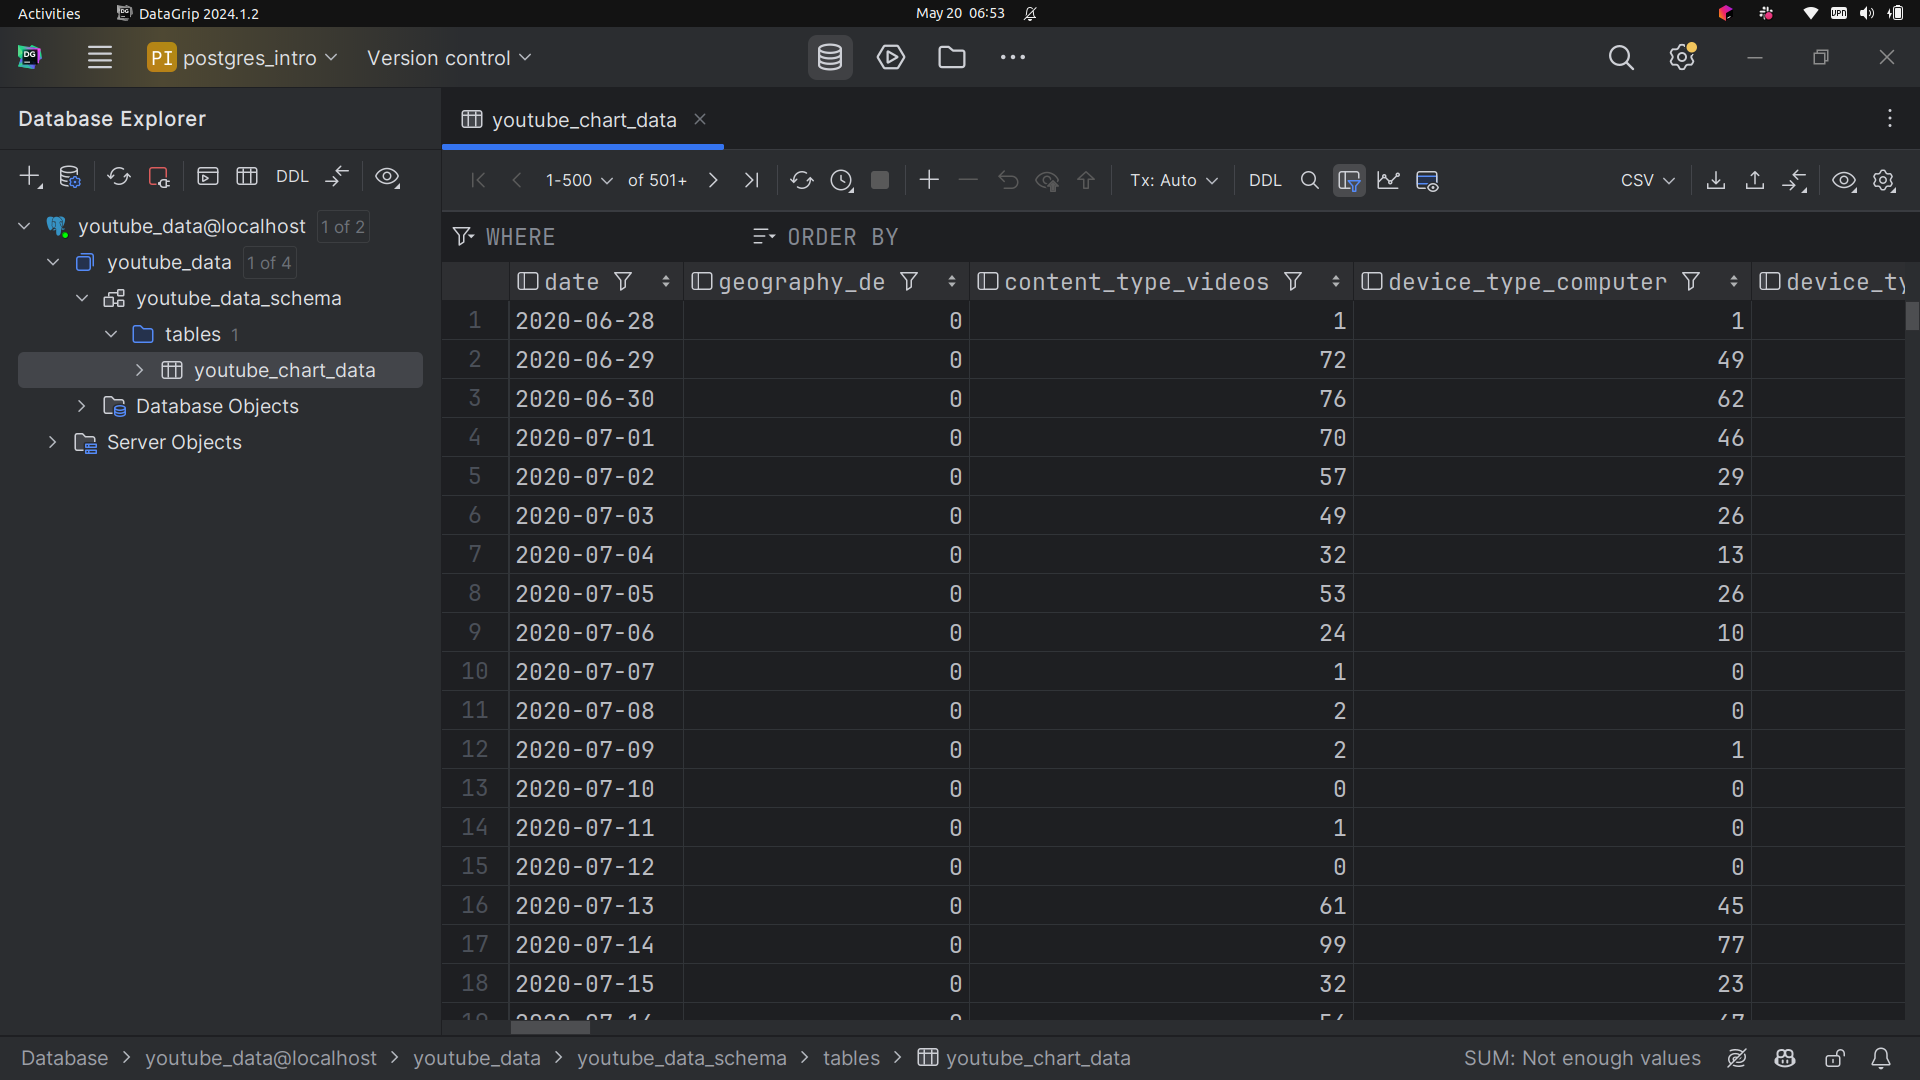 Activities DataGrip 2024.1.2 May 20 06:53 VPN
DG PI postgres_intro Version control
Database Explorer
youtube_chart_data
DDL
1-500 of 501+ Tx: Auto DDL CSV
youtube_data@localhost 1 of 2
youtube_data 1 of 4
youtube_data_schema
tables 1
youtube_chart_data
Database Objects
Server Objects
WHERE ORDER BY
date geography_de content_type_videos device_type_computer device_ty
1 2020-06-28 0 1 1
2 2020-06-29 0 72 49
3 2020-06-30 0 76 62
4 2020-07-01 0 70 46
5 2020-07-02 0 57 29
6 2020-07-03 0 49 26
7 2020-07-04 0 32 13
8 2020-07-05 0 53 26
9 2020-07-06 0 24 10
10 2020-07-07 0 1 0
11 2020-07-08 0 2 0
12 2020-07-09 0 2 1
13 2020-07-10 0 0 0
14 2020-07-11 0 1 0
15 2020-07-12 0 0 0
16 2020-07-13 0 61 45
17 2020-07-14 0 99 77
18 2020-07-15 0 32 23
Database youtube_data@localhost youtube_data youtube_data_schema tables youtube_chart_data SUM: Not enough values